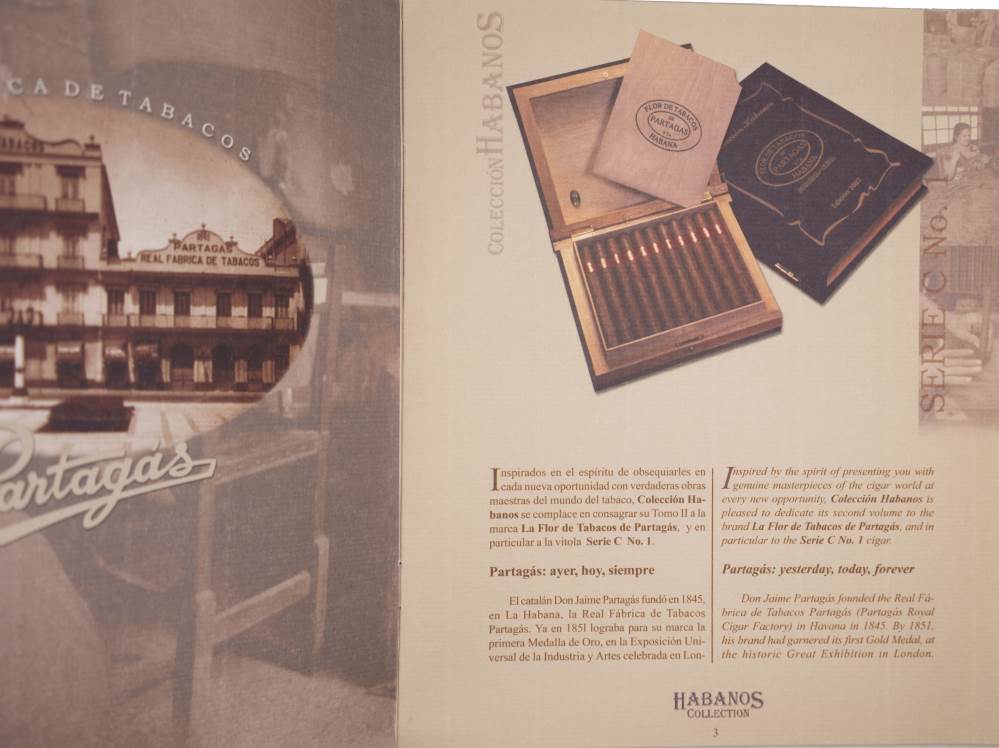 CA DE TABACOS
TABACOS
PARTAGAS
REAL FABRICA DE TABACOS
Partagás
COLECCIÓN HABANOS
FLOR DE TABACOS
DE
PARTAGAS
Y CIA
HABANA
FLOR DE TABACOS
PARTAGAS
HABANA
SERIE C No. 1
Inspirados en el espíritu de obsequiarles en
cada nueva oportunidad con verdaderas obras
maestras del mundo del tabaco, Colección Ha-
banos se complace en consagrar su Tomo II a la
marca La Flor de Tabacos de Partagás, y en
particular a la vitola Serie C No. 1.
Partagás: ayer, hoy, siempre
El catalán Don Jaime Partagás fundó en 1845,
en La Habana, la Real Fábrica de Tabacos
Partagás. Ya en 1851 lograba para su marca la
primera Medalla de Oro, en la Exposición Uni-
versal de la Industria y Artes celebrada en Lon-
Inspired by the spirit of presenting you with
genuine masterpieces of the cigar world at
every new opportunity, Colección Habanos is
pleased to dedicate its second volume to the
brand La Flor de Tabacos de Partagás, and in
particular to the Serie C No. 1 cigar.
Partagás: yesterday, today, forever
Don Jaime Partagás founded the Real Fá-
brica de Tabacos Partagás (Partagás Royal
Cigar Factory) in Havana in 1845. By 1851,
his brand had garnered its first Gold Medal, at
the historic Great Exhibition in London.
HABANOS
COLLECTION
3